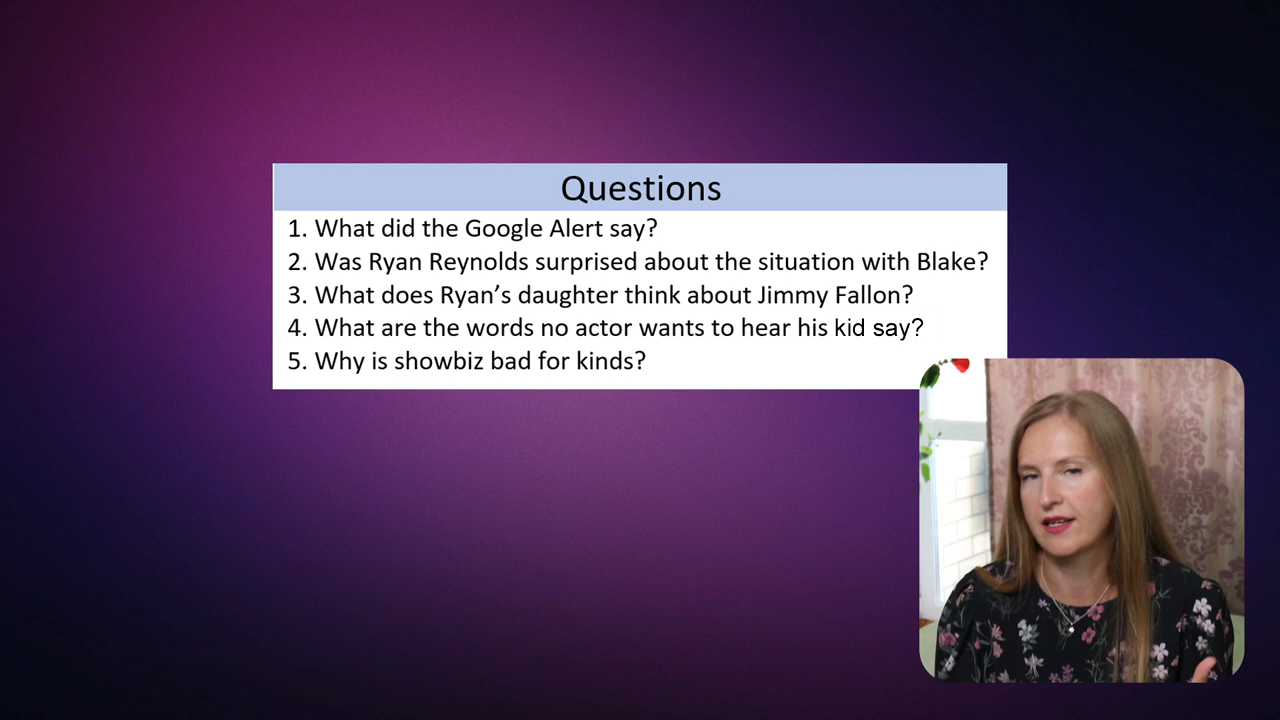 Questions
1. What did the Google Alert say?
2. Was Ryan Reynolds surprised about the situation with Blake?
3. What does Ryan’s daughter think about Jimmy Fallon?
4. What are the words no actor wants to hear his kid say?
5. Why is showbiz bad for kinds?